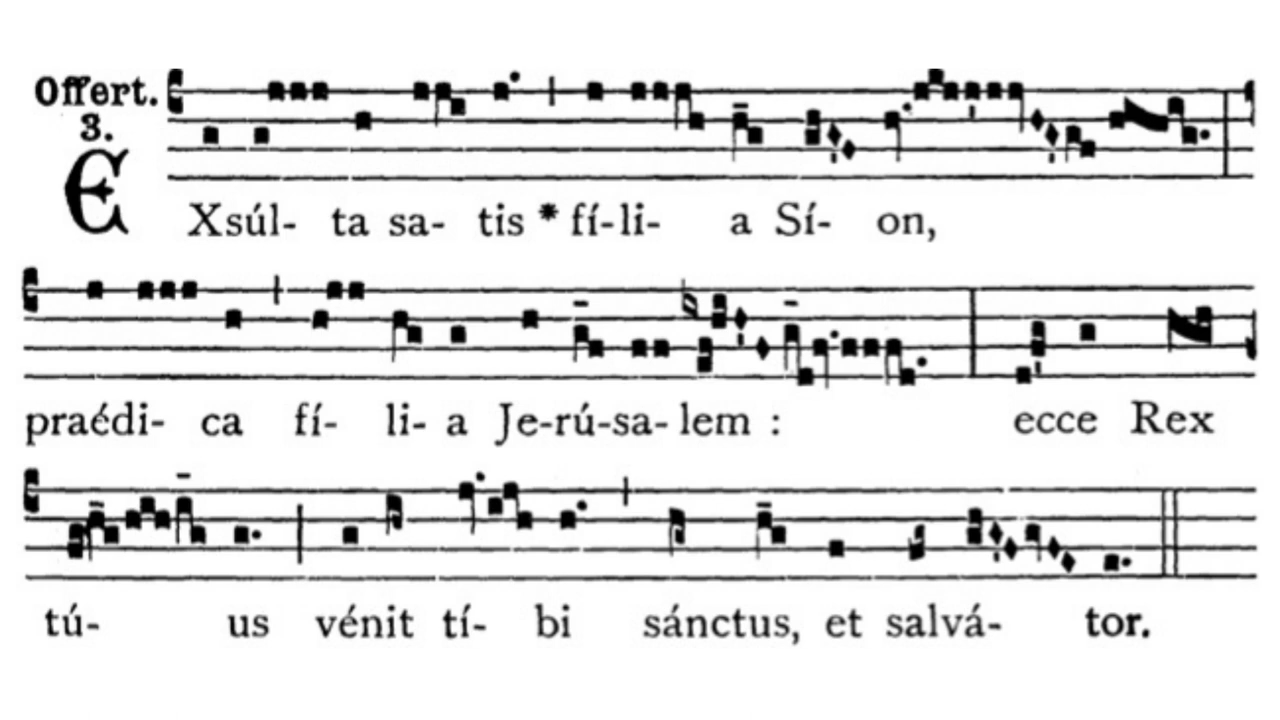 Offert.
3.
EXsúl- ta sa- tis * fí-li- a Sí- on,
praédi- ca fí- li- a Je-rú-sa-lem :  ecce Rex
tú- us vénit tí- bi sánctus, et salvá- tor.